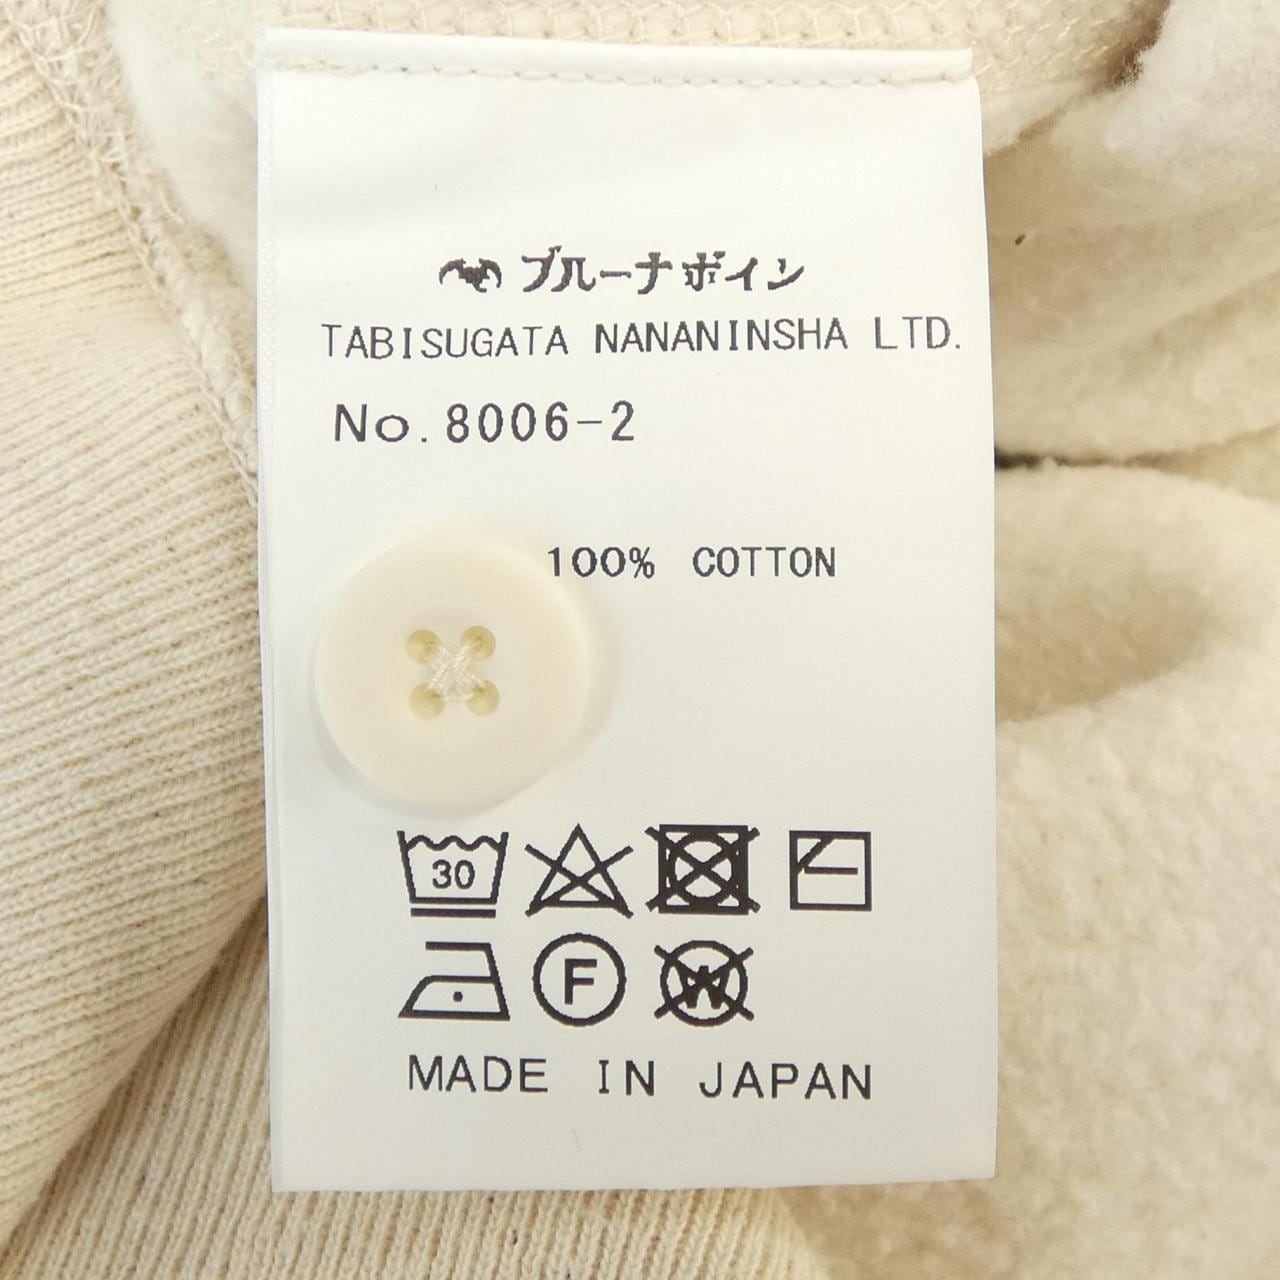 ブルーナボイン
TABISUGATA NANANINSHA LTD.
No.8006-2
100% COTTON
30
F
W
MADE IN JAPAN